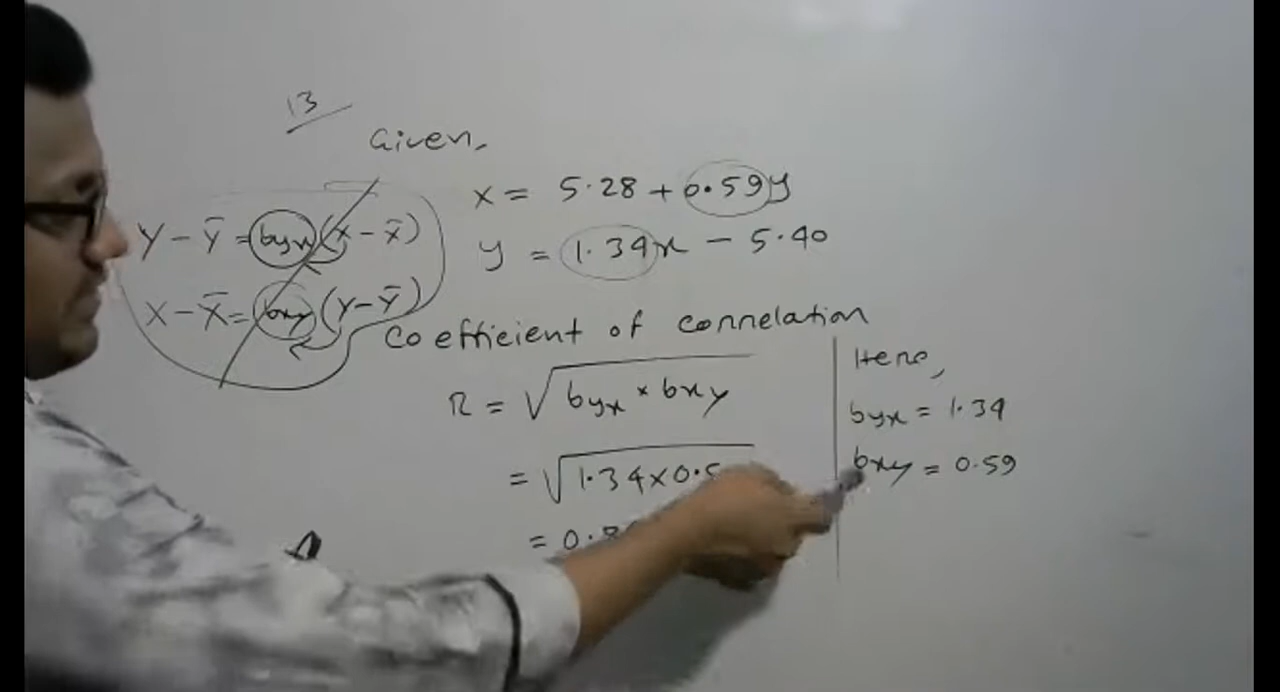 13
Given,
x = 5.28 + 0.59y
y = 1.34x - 5.40
Y - Ȳ = byx (X - X̄)
X - X̄ = bxy (Y - Ȳ)
Coefficient of correlation
r = √byx × bxy
= √1.34 × 0.5
= 0.8
Here,
byx = 1.34
bxy = 0.59